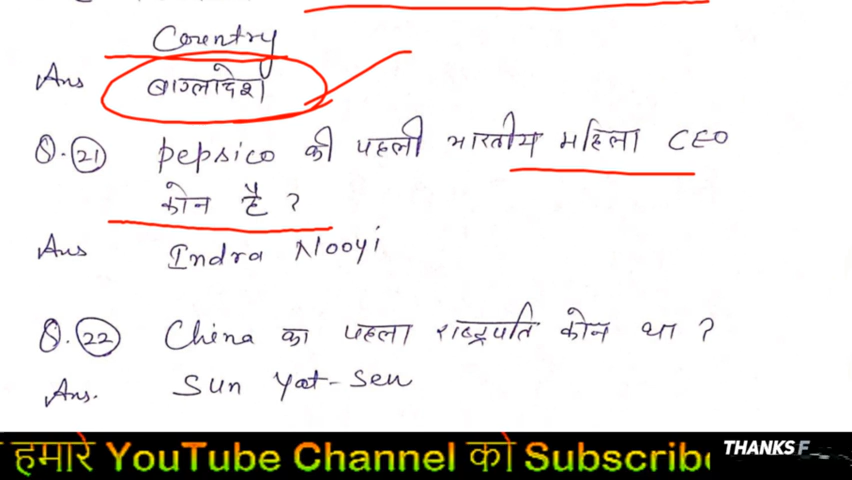 Country
Ans बाग्लादेश
Q. 21 Pepsico की पहली भारतीय महिला CEO
कोन है ?
Ans Indra Nooyi
Q. 22 China का पहला राष्ट्रपति कोन था ?
Ans. Sun Yat-Sen
हमारे YouTube Channel को Subscribe THANKS F